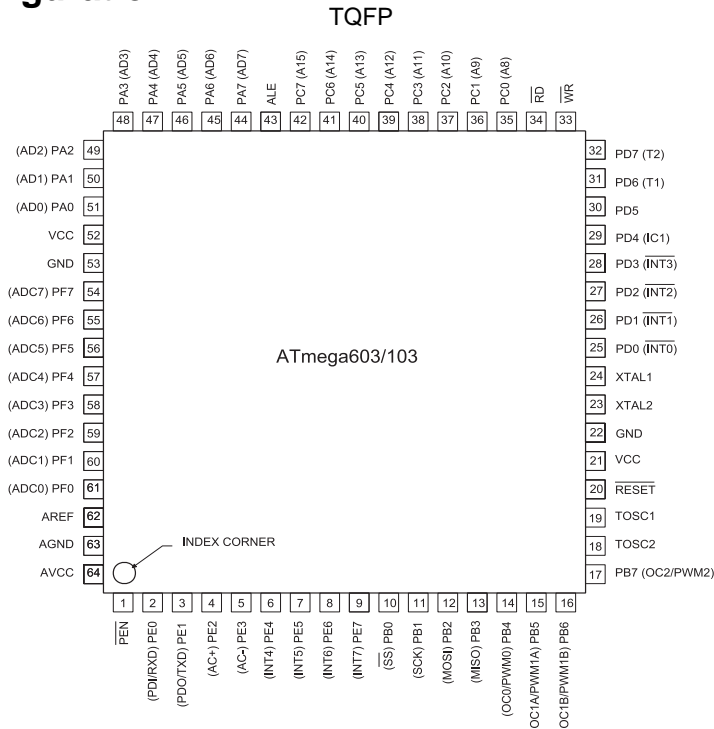 TQFP
PA3 (AD3)
PA4 (AD4)
PA5 (AD5)
PA6 (AD6)
PA7 (AD7)
ALE
PC7 (A15)
PC6 (A14)
PC5 (A13)
PC4 (A12)
PC3 (A11)
PC2 (A10)
PC1 (A9)
PC0 (A8)
RD
WR
48 47 46 45 44 43 42 41 40 39 38 37 36 35 34 33
(AD2) PA2 49
(AD1) PA1 50
(AD0) PA0 51
VCC 52
GND 53
(ADC7) PF7 54
(ADC6) PF6 55
(ADC5) PF5 56
(ADC4) PF4 57
(ADC3) PF3 58
(ADC2) PF2 59
(ADC1) PF1 60
(ADC0) PF0 61
AREF 62
AGND 63
AVCC 64
ATmega603/103
INDEX CORNER
32 PD7 (T2)
31 PD6 (T1)
30 PD5
29 PD4 (IC1)
28 PD3 (INT3)
27 PD2 (INT2)
26 PD1 (INT1)
25 PD0 (INT0)
24 XTAL1
23 XTAL2
22 GND
21 VCC
20 RESET
19 TOSC1
18 TOSC2
17 PB7 (OC2/PWM2)
1 2 3 4 5 6 7 8 9 10 11 12 13 14 15 16
PEN
(PDI/RXD) PE0
(PDO/TXD) PE1
(AC+) PE2
(AC-) PE3
(INT4) PE4
(INT5) PE5
(INT6) PE6
(INT7) PE7
(SS) PB0
(SCK) PB1
(MOSI) PB2
(MISO) PB3
(OC0/PWM0) PB4
OC1A/PWM1A) PB5
OC1B/PWM1B) PB6